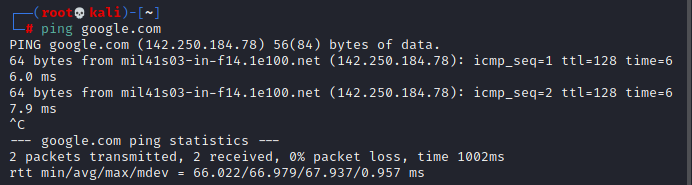 ┌──(root💀kali)-[~]
└─# ping google.com
PING google.com (142.250.184.78) 56(84) bytes of data.
64 bytes from mil41s03-in-f14.1e100.net (142.250.184.78): icmp_seq=1 ttl=128 time=6
6.0 ms
64 bytes from mil41s03-in-f14.1e100.net (142.250.184.78): icmp_seq=2 ttl=128 time=6
7.9 ms
^C
--- google.com ping statistics ---
2 packets transmitted, 2 received, 0% packet loss, time 1002ms
rtt min/avg/max/mdev = 66.022/66.979/67.937/0.957 ms